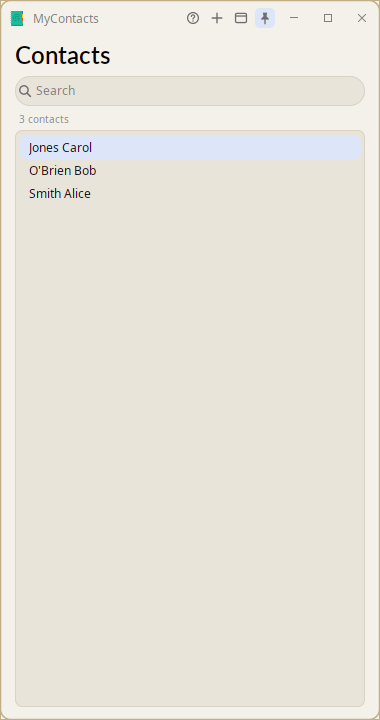 MyContacts
Contacts
Search
3 contacts
Jones Carol
O'Brien Bob
Smith Alice